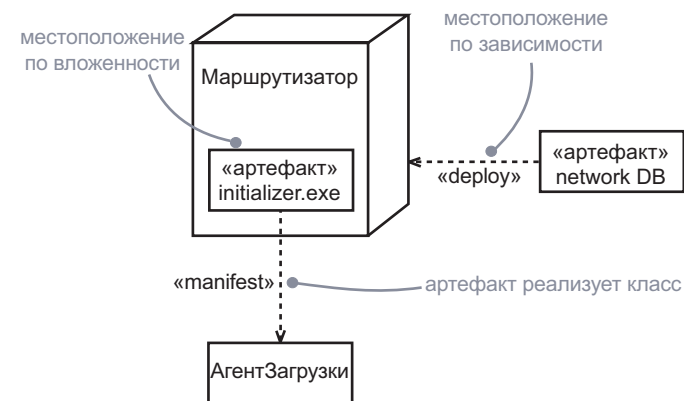 местоположение
по вложенности
местоположение
по зависимости
Маршрутизатор
«артефакт»
initializer.exe
«deploy»
«артефакт»
network DB
«manifest»
артефакт реализует класс
АгентЗагрузки